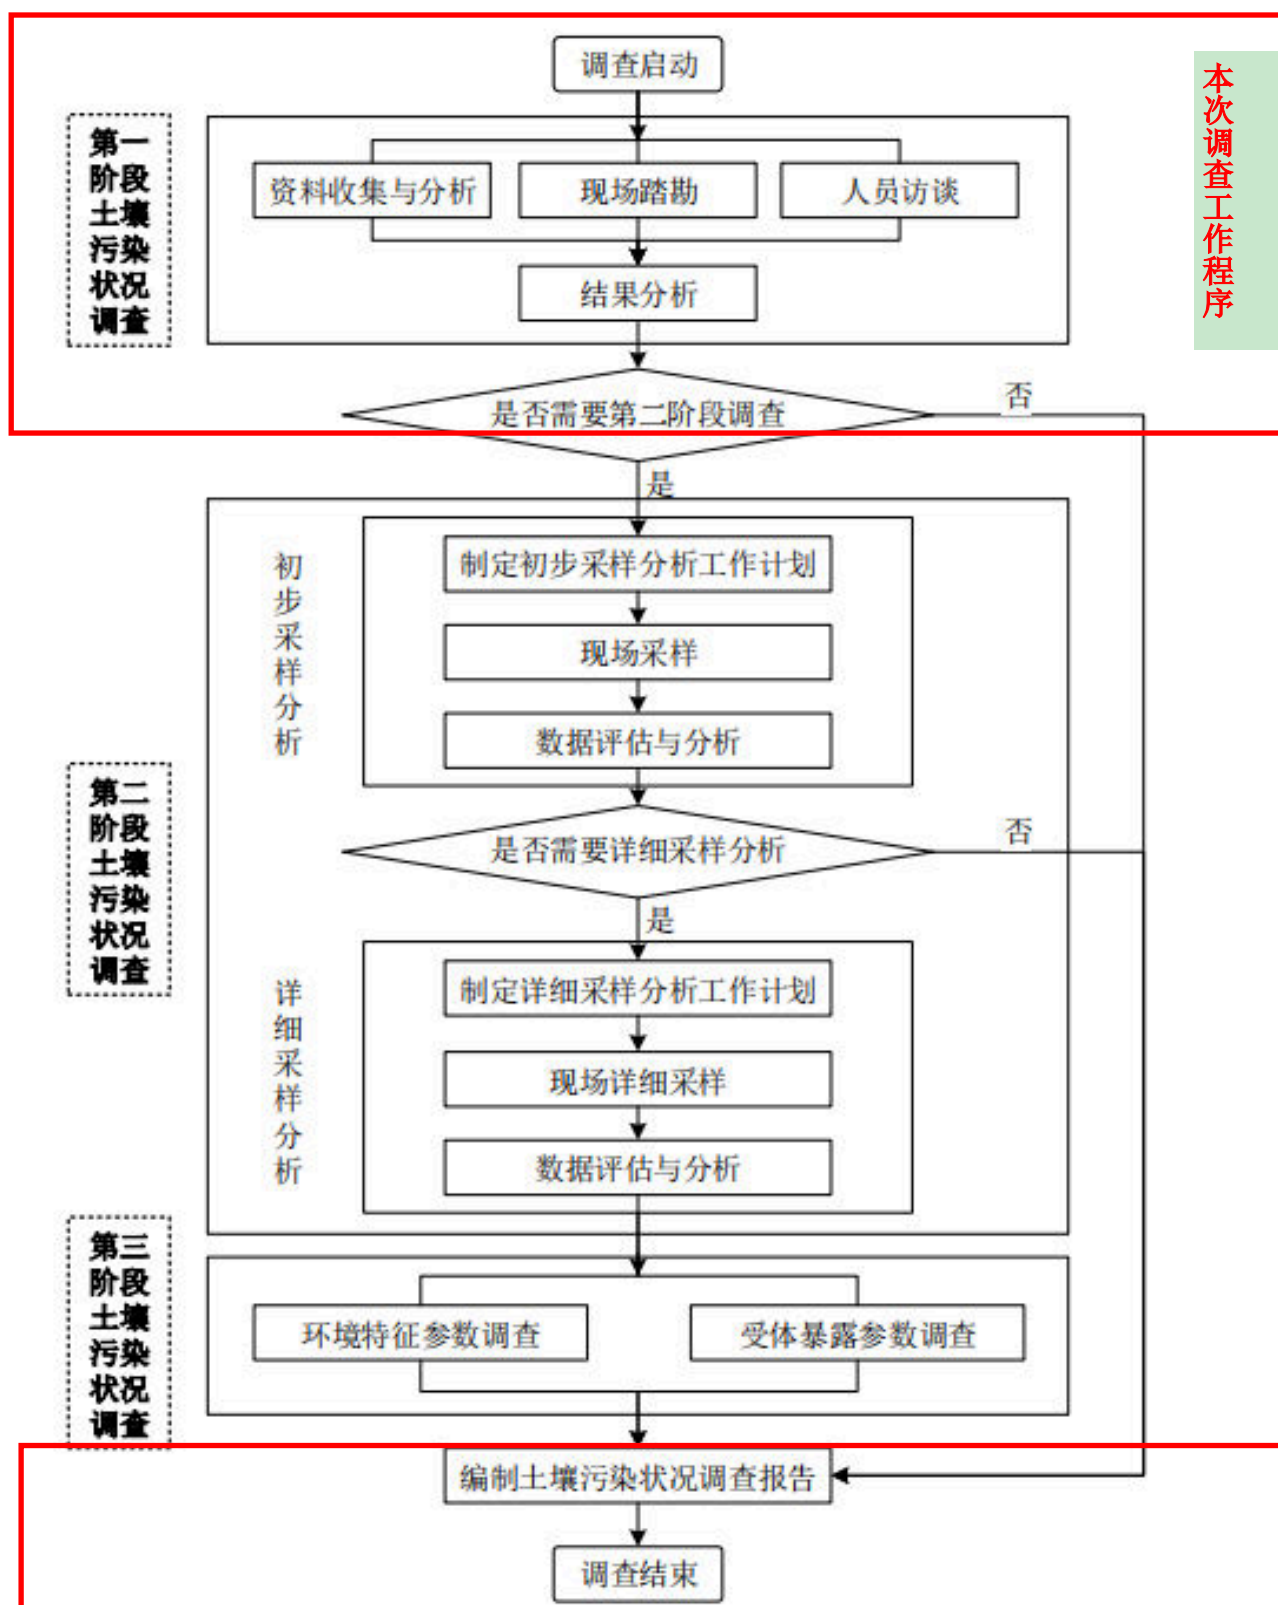 调查启动
本次调查工作程序
第一
阶段
土壤
污染
状况
调查
资料收集与分析
现场踏勘
人员访谈
结果分析
是否需要第二阶段调查
否
是
初步采样分析
制定初步采样分析工作计划
现场采样
数据评估与分析
第二
阶段
土壤
污染
状况
调查
是否需要详细采样分析
否
是
详细采样分析
制定详细采样分析工作计划
现场详细采样
数据评估与分析
第三
阶段
土壤
污染
状况
调查
环境特征参数调查
受体暴露参数调查
编制土壤污染状况调查报告
调查结束